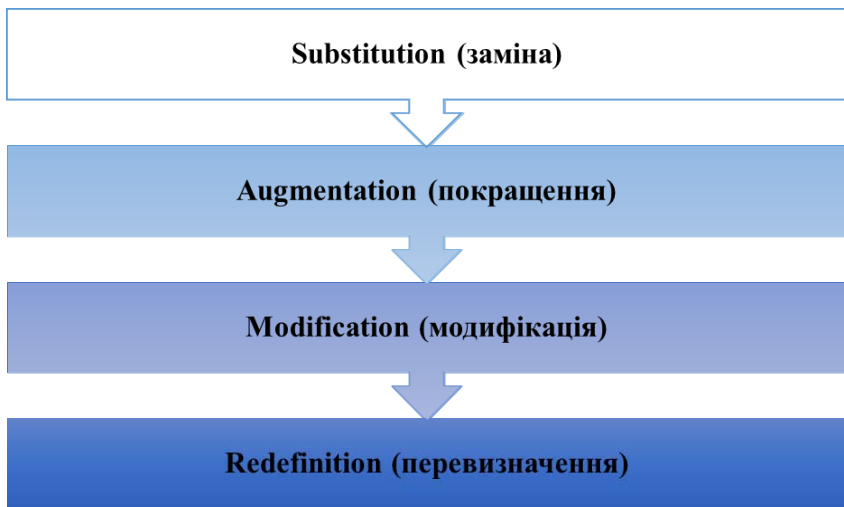 Substitution (заміна)
Augmentation (покращення)
Modification (модифікація)
Redefinition (перевизначення)